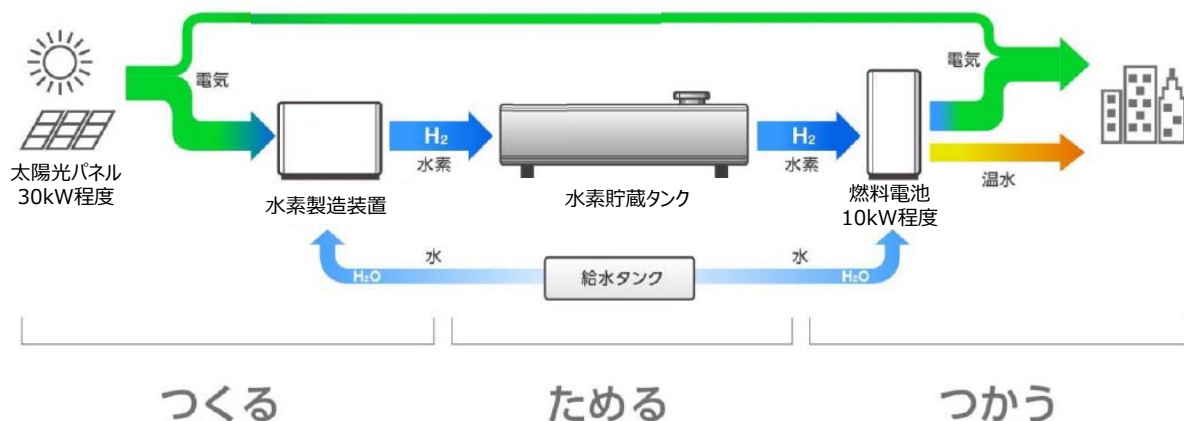 電気
電気
太陽光パネル
30kW程度
H₂
水素
H₂
水素
水素製造装置
水素貯蔵タンク
燃料電池
10kW程度
温水
水
水
H₂O
給水タンク
H₂O
つくる
ためる
つかう